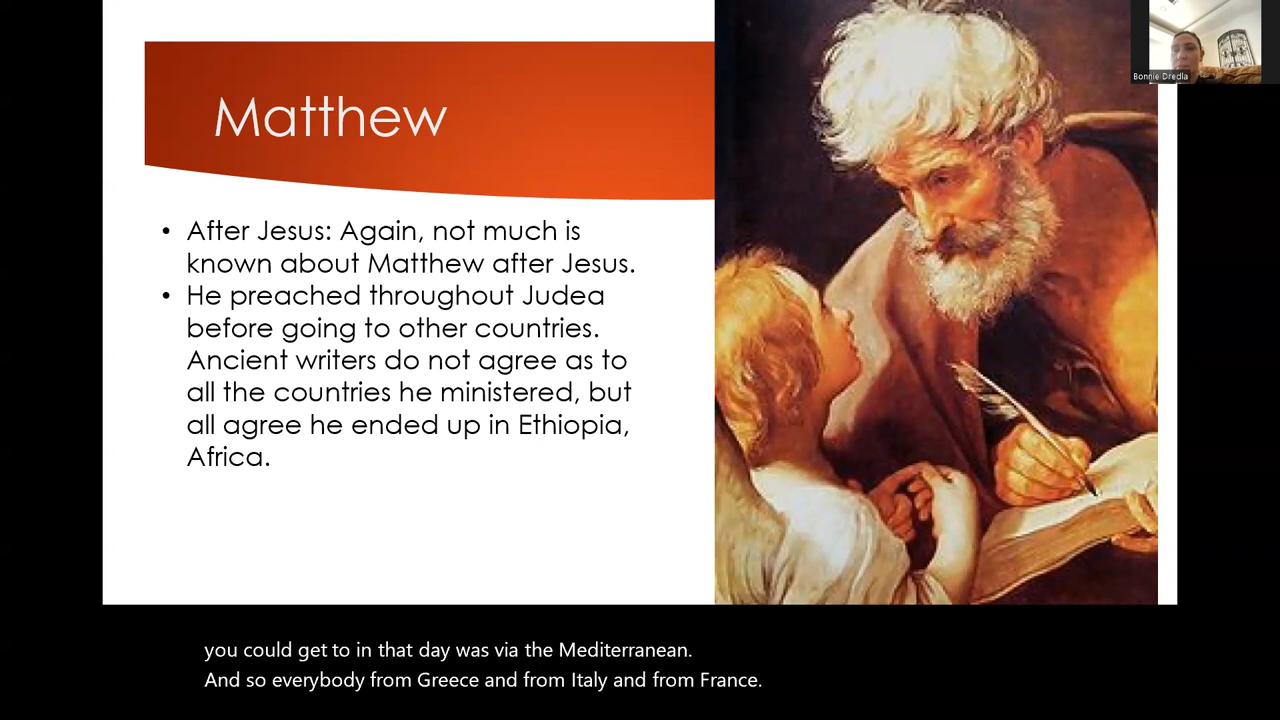 Matthew
• After Jesus: Again, not much is
known about Matthew after Jesus.
• He preached throughout Judea
before going to other countries.
Ancient writers do not agree as to
all the countries he ministered, but
all agree he ended up in Ethiopia,
Africa.
Bonnie Dredla
you could get to in that day was via the Mediterranean.
And so everybody from Greece and from Italy and from France.